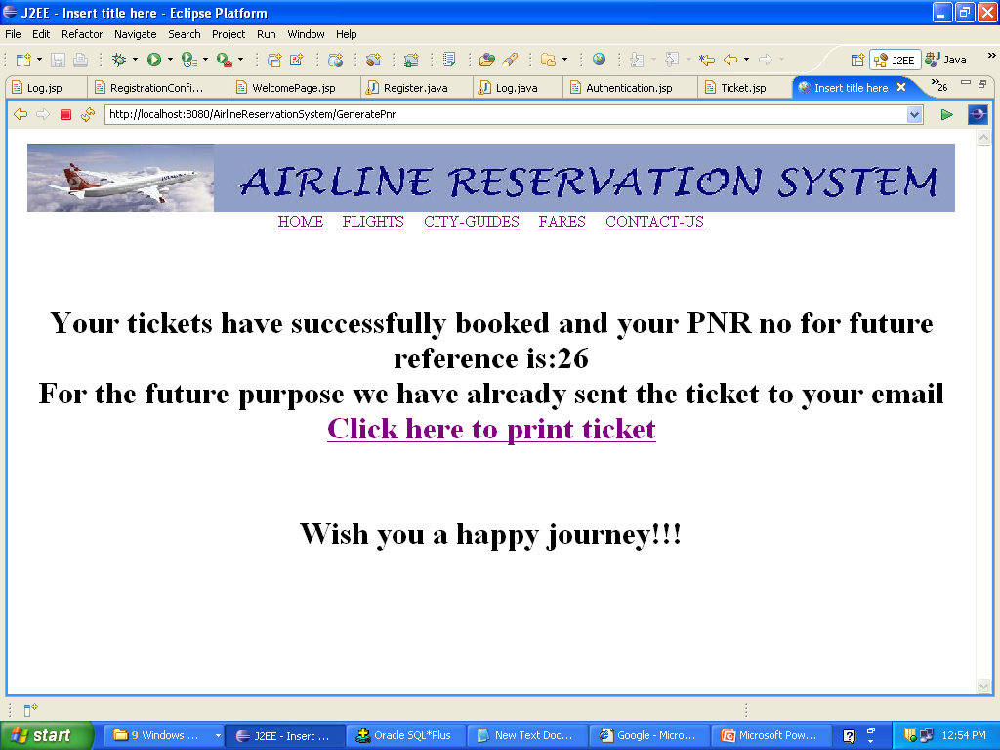 J2EE - Insert title here - Eclipse Platform
File Edit Refactor Navigate Search Project Run Window Help
J2EE Java »
Log.jsp RegistrationConfi... WelcomePage.jsp Register.java Log.java Authentication.jsp Ticket.jsp Insert title here »26
http://localhost:8080/AirlineReservationSystem/GeneratePnr
AIRLINE RESERVATION SYSTEM
HOME FLIGHTS CITY-GUIDES FARES CONTACT-US
Your tickets have successfully booked and your PNR no for future
reference is:26
For the future purpose we have already sent the ticket to your email
Click here to print ticket
Wish you a happy journey!!!
start 9 Windows ... J2EE - Insert ... Oracle SQL*Plus New Text Doc... Google - Micro... Microsoft Pow... 12:54 PM